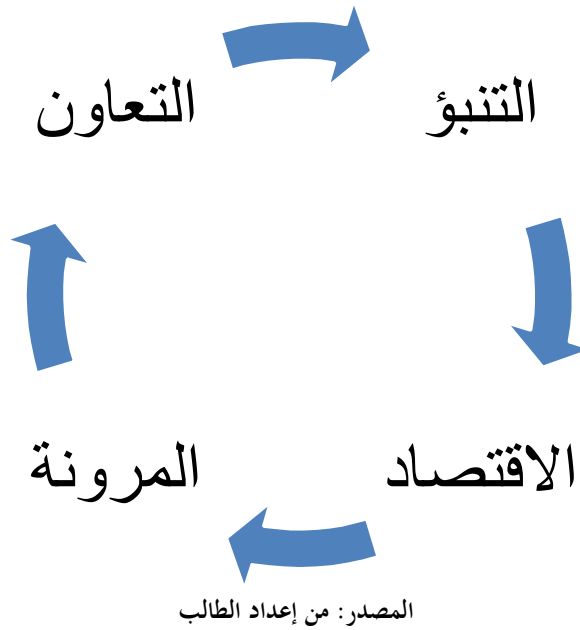 التنبؤ
التعاون
الاقتصاد
المرونة
المصدر: من إعداد الطالب